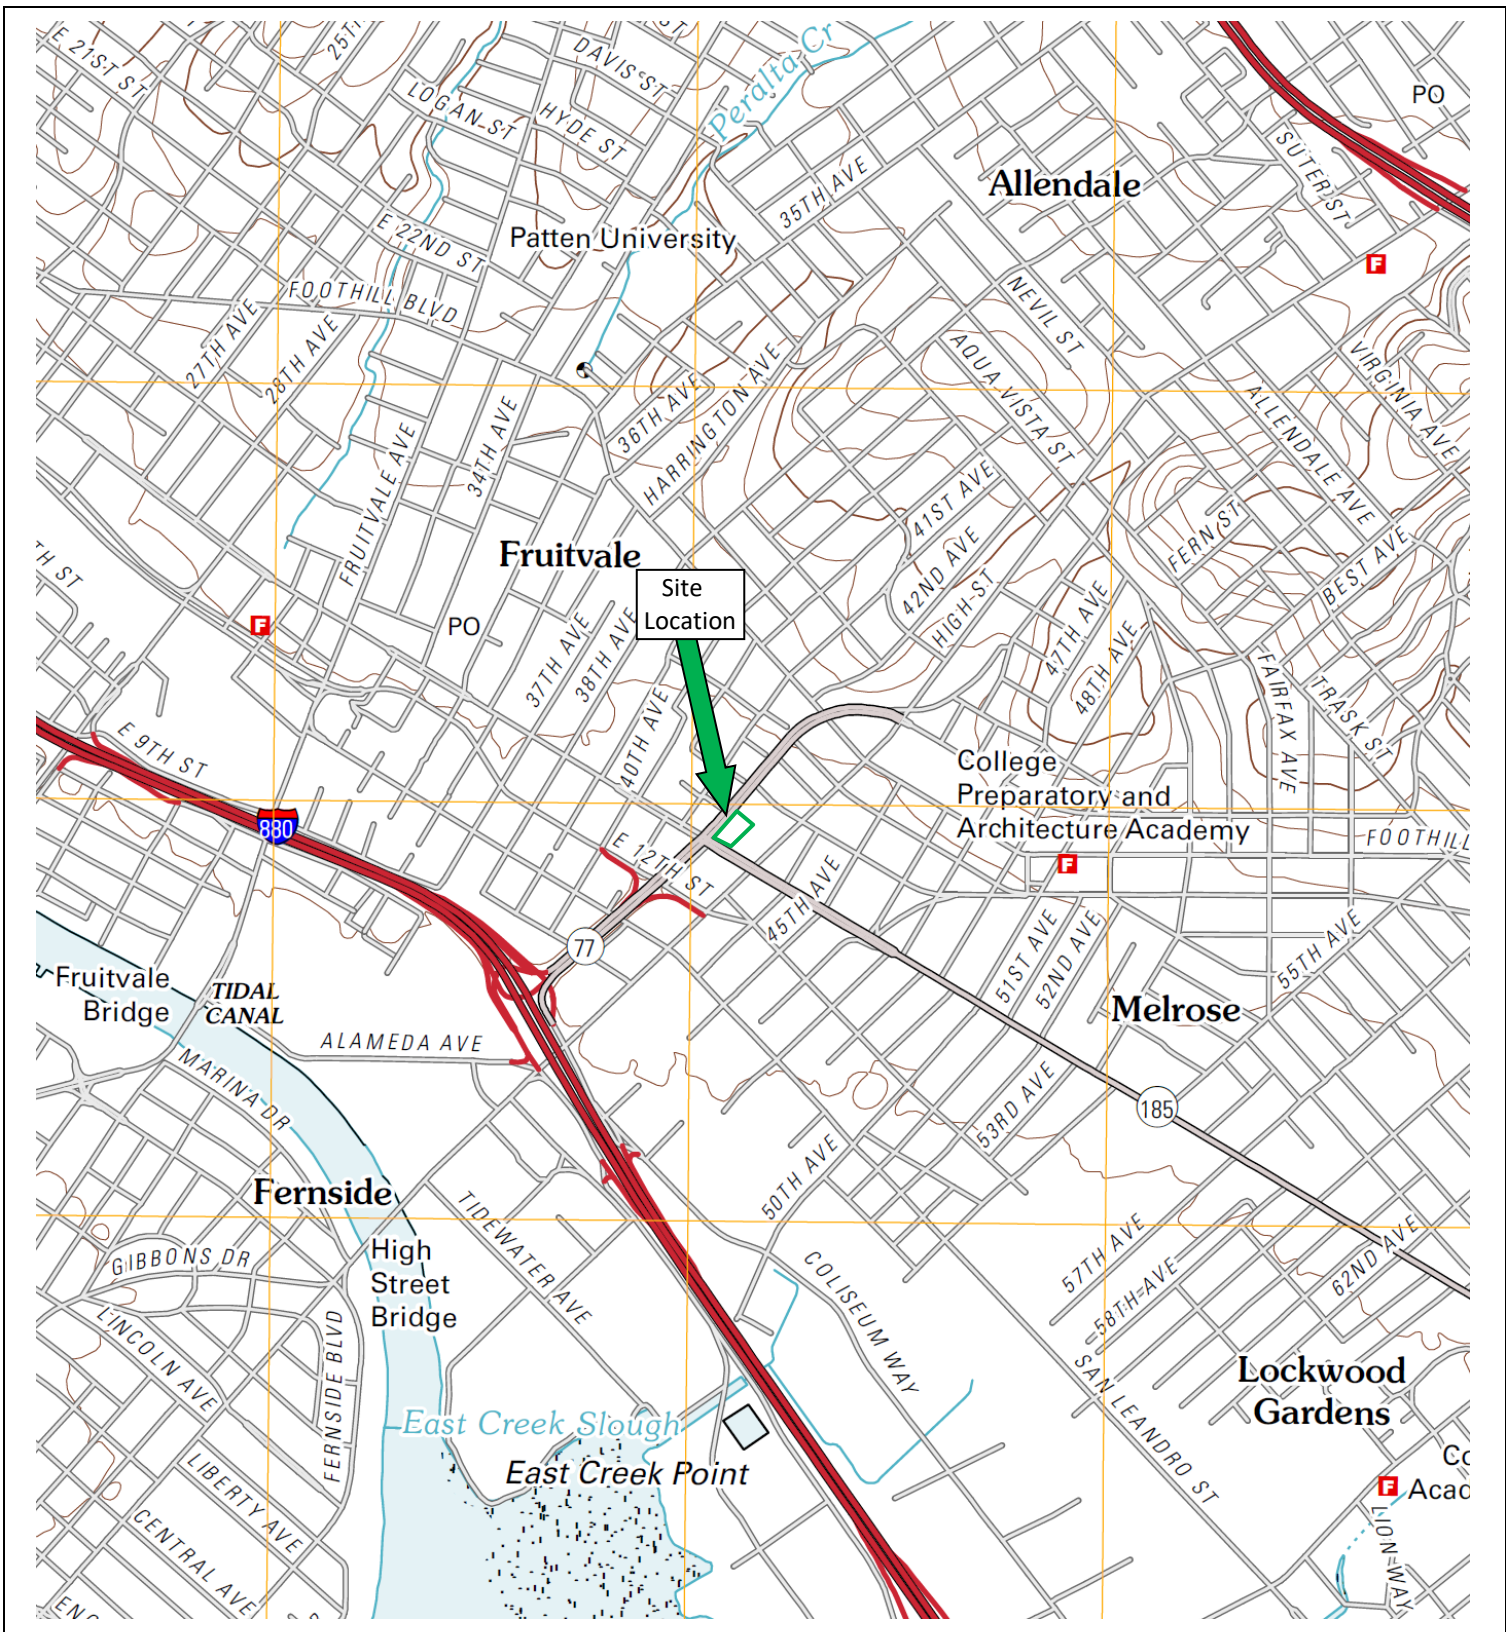 E 21ST ST
DAVIS ST
Peralta Cr
PO
LOGAN ST
HYDE ST
SUTER ST
35TH AVE
Allendale
E 22ND ST
Patten University
F
FOOTHILL BLVD
NEVIL ST
27TH AVE
28TH AVE
AQUA VISTA ST
VIRGINIA AVE
36TH AVE
HARRINGTON AVE
ALLENDALE AVE
34TH AVE
FRUITVALE AVE
41ST AVE
FERN ST
Fruitvale
42ND AVE
BEST AVE
TH ST
Site
Location
HIGH ST
F
PO
37TH AVE
38TH AVE
47TH AVE
48TH AVE
FAIRFAX AVE
TRASK ST
40TH AVE
E 9TH ST
College
Preparatory and
Architecture Academy
880
FOOTHILL
E 12TH ST
F
45TH AVE
77
51ST AVE
52ND AVE
55TH AVE
Fruitvale
Bridge
TIDAL
CANAL
Melrose
ALAMEDA AVE
MARINA DR
53RD AVE
185
50TH AVE
Fernside
TIDEWATER AVE
57TH AVE
58TH AVE
62ND AVE
GIBBONS DR
High
Street
Bridge
COLISEUM WAY
LINCOLN AVE
FERNSIDE BLVD
SAN LEANDRO ST
Lockwood
Gardens
East Creek Slough
East Creek Point
LIBERTY AVE
F
Acad
CENTRAL AVE
LION WAY